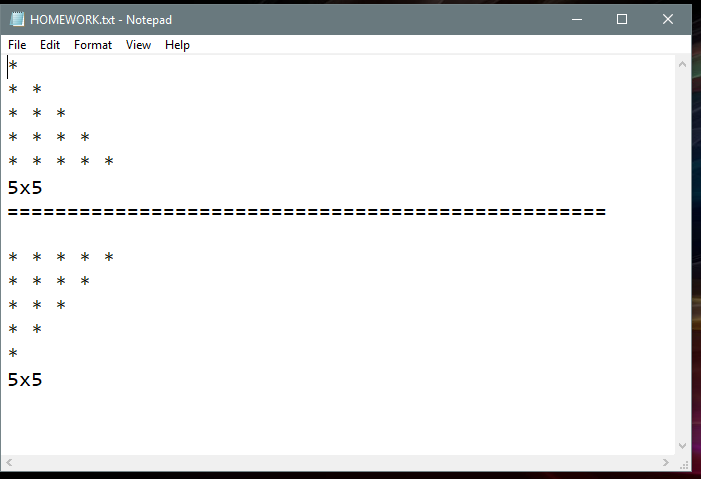 HOMEWORK.txt - Notepad
File Edit Format View Help
*
* *
* * *
* * * *
* * * * *
5x5
==================================================
* * * * *
* * * *
* * *
* *
*
5x5